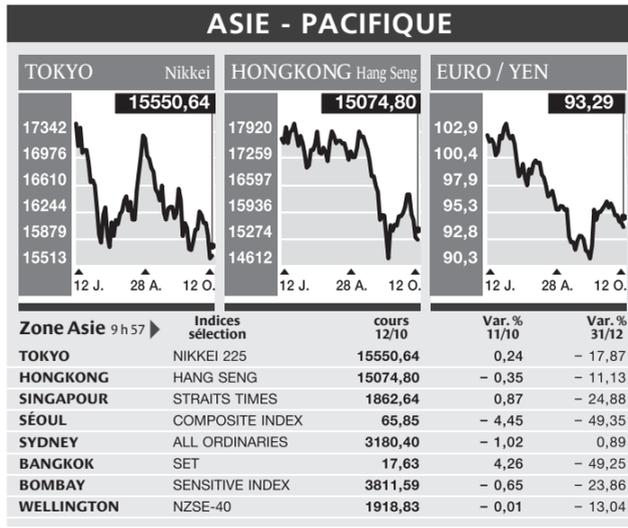 ASIE - PACIFIQUE
TOKYO Nikkei
15550,64
17342
16976
16610
16244
15879
15513
12 J. 28 A. 12 O.
HONGKONG Hang Seng
15074,80
17920
17259
16597
15936
15274
14612
12 J. 28 A. 12 O.
EURO / YEN
93,29
102,9
100,4
97,9
95,3
92,8
90,3
12 J. 28 A. 12 O.
Zone Asie 9 h 57 Indices sélection cours 12/10 Var. % 11/10 Var. % 31/12
TOKYO NIKKEI 225 15550,64 0,24 – 17,87
HONGKONG HANG SENG 15074,80 – 0,35 – 11,13
SINGAPOUR STRAITS TIMES 1862,64 0,87 – 24,88
SÉOUL COMPOSITE INDEX 65,85 – 4,45 – 49,35
SYDNEY ALL ORDINARIES 3180,40 – 1,02 0,89
BANGKOK SET 17,63 4,26 – 49,25
BOMBAY SENSITIVE INDEX 3811,59 – 0,65 – 23,86
WELLINGTON NZSE-40 1918,83 – 0,01 – 13,04